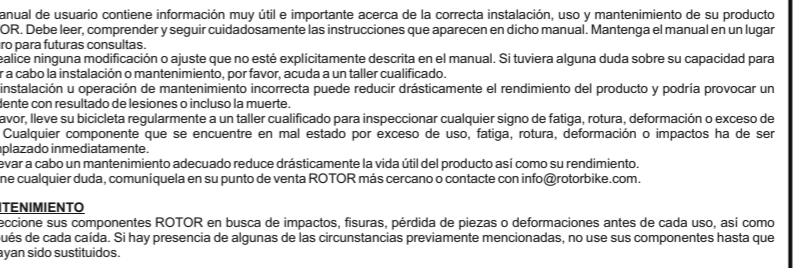 anual de usuario contiene información muy útil e importante acerca de la correcta instalación, uso y mantenimiento de su producto
OR. Debe leer, comprender y seguir cuidadosamente las instrucciones que aparecen en dicho manual. Mantenga el manual en un lugar
ro para futuras consultas.
ealice ninguna modificación o ajuste que no esté explícitamente descrita en el manual. Si tuviera alguna duda sobre su capacidad para
r a cabo la instalación o mantenimiento, por favor, acuda a un taller cualificado.
instalación u operación de mantenimiento incorrecta puede reducir drásticamente el rendimiento del producto y podría provocar un
dente con resultado de lesiones o incluso la muerte.
avor, lleve su bicicleta regularmente a un taller cualificado para inspeccionar cualquier signo de fatiga, rotura, deformación o exceso de
Cualquier componente que se encuentre en mal estado por exceso de uso, fatiga, rotura, deformación o impactos ha de ser
mplazado inmediatamente.
evar a cabo un mantenimiento adecuado reduce drásticamente la vida útil del producto así como su rendimiento.
ne cualquier duda, comuníquela en su punto de venta ROTOR más cercano o contacte con info@rotorbike.com.
NTENIMIENTO
eccione sus componentes ROTOR en busca de impactos, fisuras, pérdida de piezas o deformaciones antes de cada uso, así como
ués de cada caída. Si hay presencia de algunas de las circunstancias previamente mencionadas, no use sus componentes hasta que
ayan sido sustituidos.